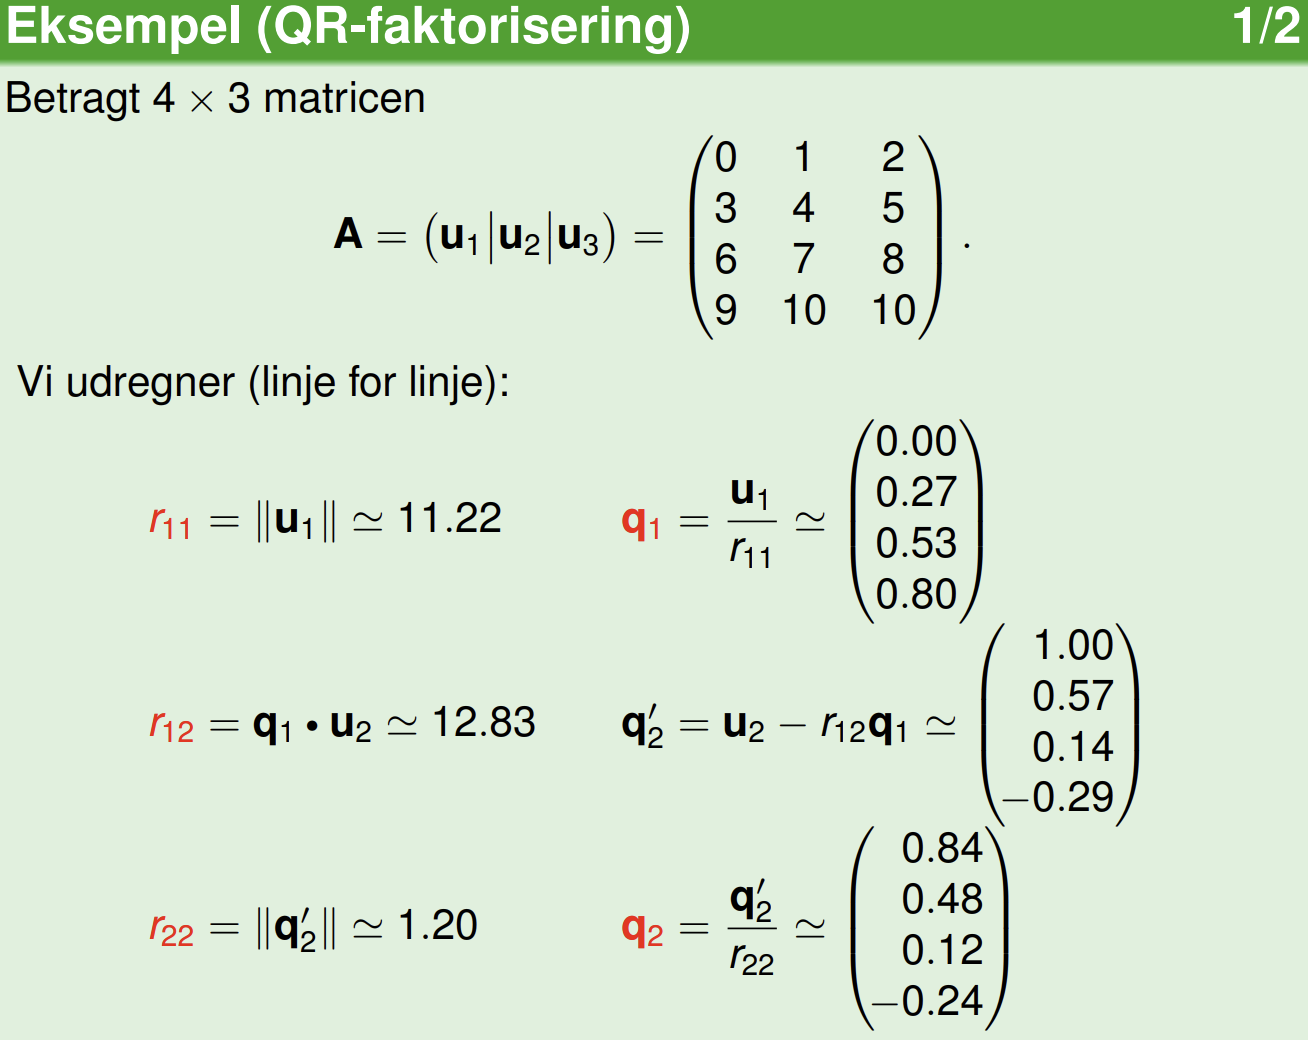 Eksempel (QR-faktorisering) 1/2
Betragt 4 × 3 matricen
A = (u₁|u₂|u₃) = (0 1 2
3 4 5
6 7 8
9 10 10) .
Vi udregner (linje for linje):
r₁₁ = ‖u₁‖ ≃ 11.22 q₁ = u₁/r₁₁ ≃ (0.00
0.27
0.53
0.80)
r₁₂ = q₁ • u₂ ≃ 12.83 q′₂ = u₂ − r₁₂q₁ ≃ (1.00
0.57
0.14
−0.29)
r₂₂ = ‖q′₂‖ ≃ 1.20 q₂ = q′₂/r₂₂ ≃ (0.84
0.48
0.12
−0.24)